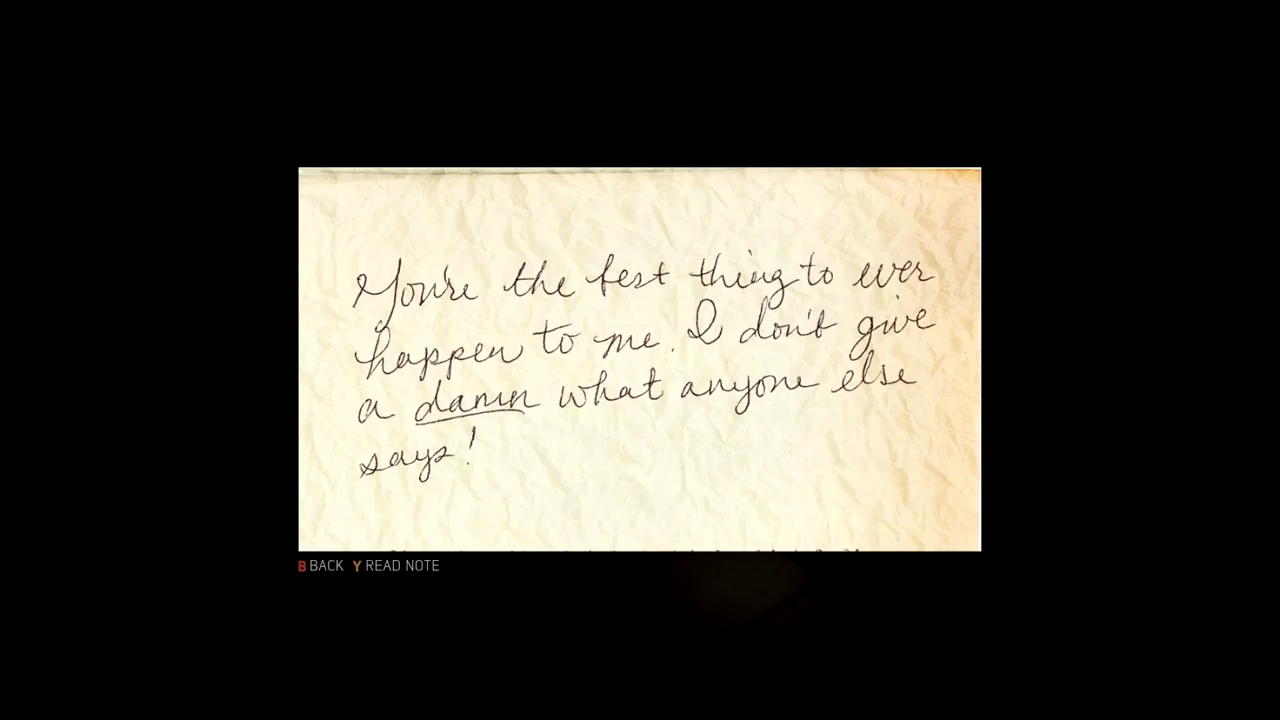 You're the best thing to ever
happen to me. I don't give
a damn what anyone else
says!
B BACK Y READ NOTE